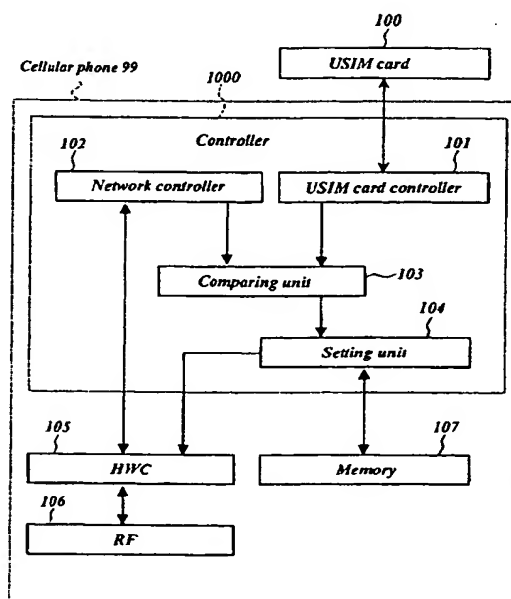 100
USIM card
Cellular phone 99
1000
Controller
102
Network controller
101
USIM card controller
Comparing unit
103
104
Setting unit
105
HWC
107
Memory
106
RF